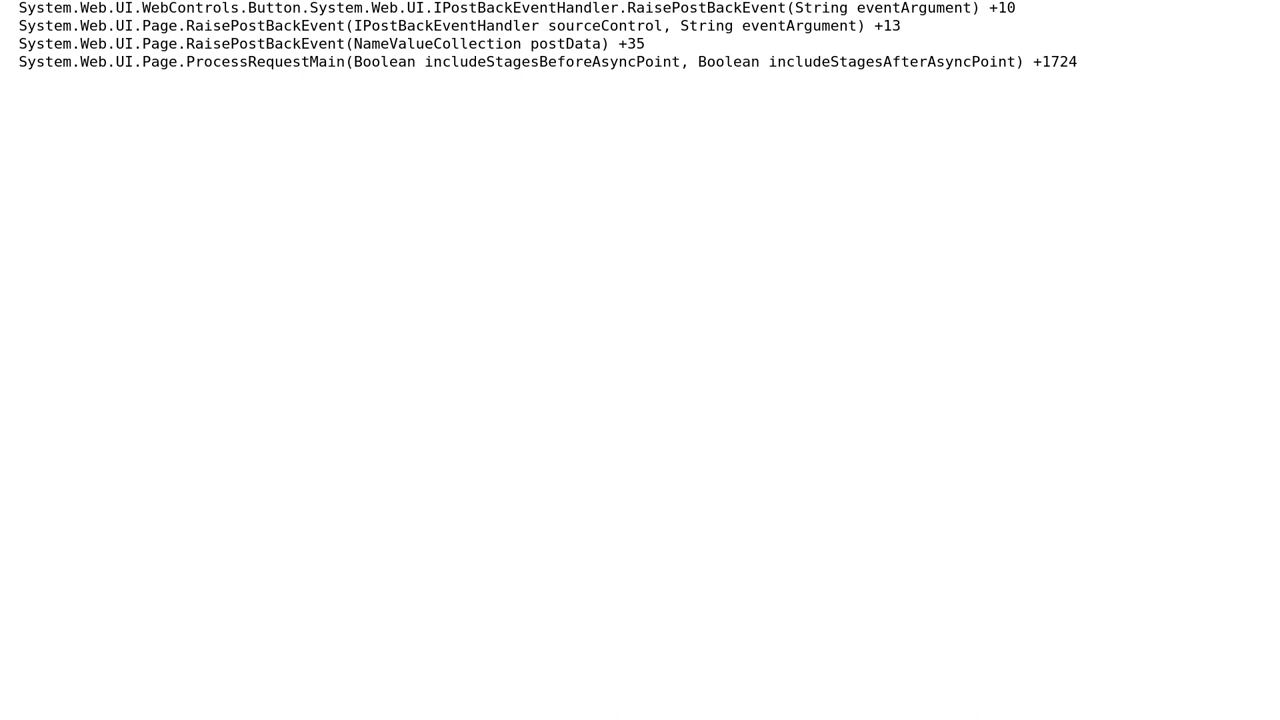 System.Web.UI.WebControls.Button.System.Web.UI.IPostBackEventHandler.RaisePostBackEvent(String eventArgument) +10
System.Web.UI.Page.RaisePostBackEvent(IPostBackEventHandler sourceControl, String eventArgument) +13
System.Web.UI.Page.RaisePostBackEvent(NameValueCollection postData) +35
System.Web.UI.Page.ProcessRequestMain(Boolean includeStagesBeforeAsyncPoint, Boolean includeStagesAfterAsyncPoint) +1724